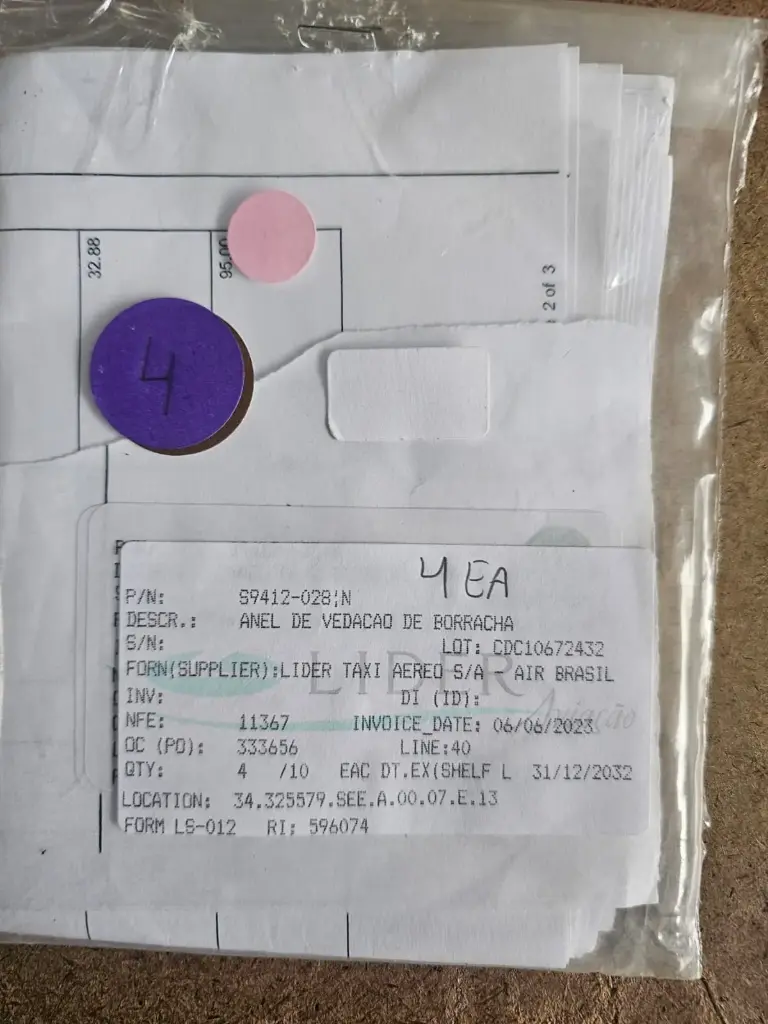 32.88
95.00
2 of 3
4
4 EA
P/N: S9412-028;N
DESCR.: ANEL DE VEDACAO DE BORRACHA
S/N: LOT: CDC10672432
FORN(SUPPLIER):LIDER TAXI AEREO S/A - AIR BRASIL
LIDER
Aviação
INV: DI (ID):
NFE: 11367 INVOICE_DATE: 06/06/2023
OC (PO): 333656 LINE:40
QTY: 4 /10 EAC DT.EX(SHELF L 31/12/2032
LOCATION: 34.325579.SEE.A.00.07.E.13
FORM LS-012 RI: 596074